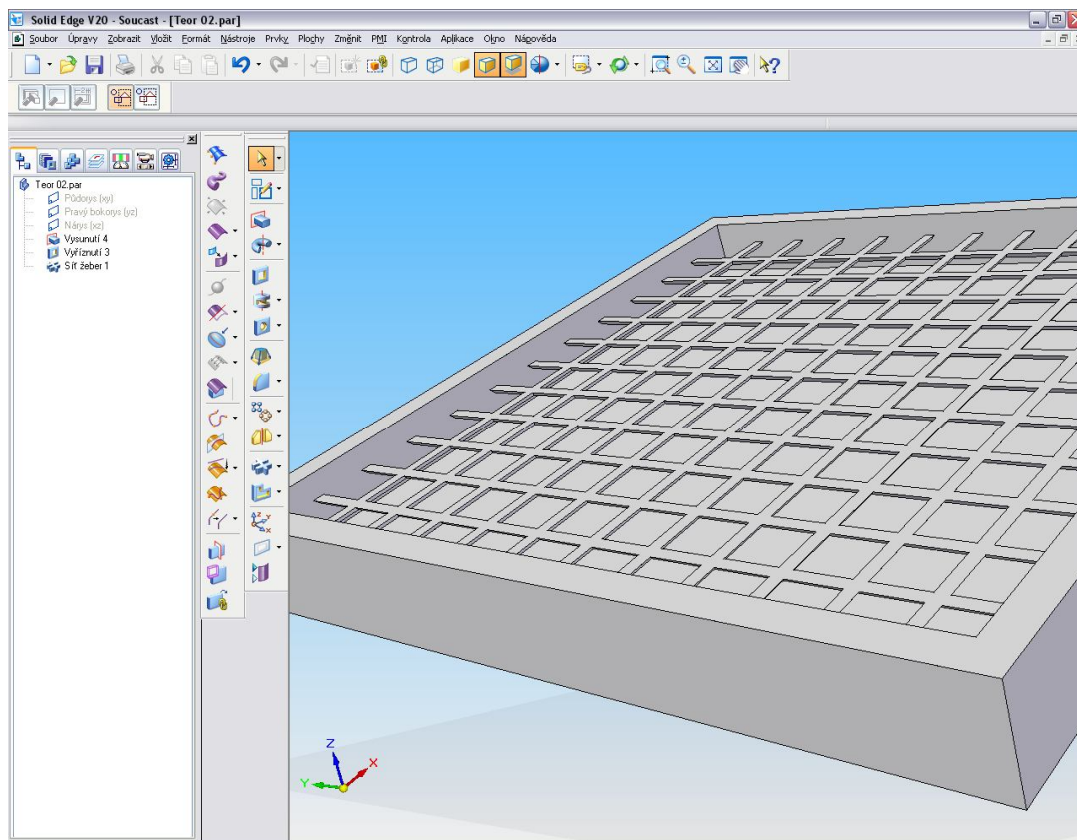 Solid Edge V20 - Soucast - [Teor 02.par]
Soubor Úpravy Zobrazit Vložit Formát Nástroje Prvky Plochy Změnit PMI Kontrola Aplikace Okno Nápověda
Teor 02.par
Půdorys (xy)
Pravý bokorys (yz)
Nárys (xz)
Vysunutí 4
Vyříznutí 3
Síť žeber 1
Z
X
Y